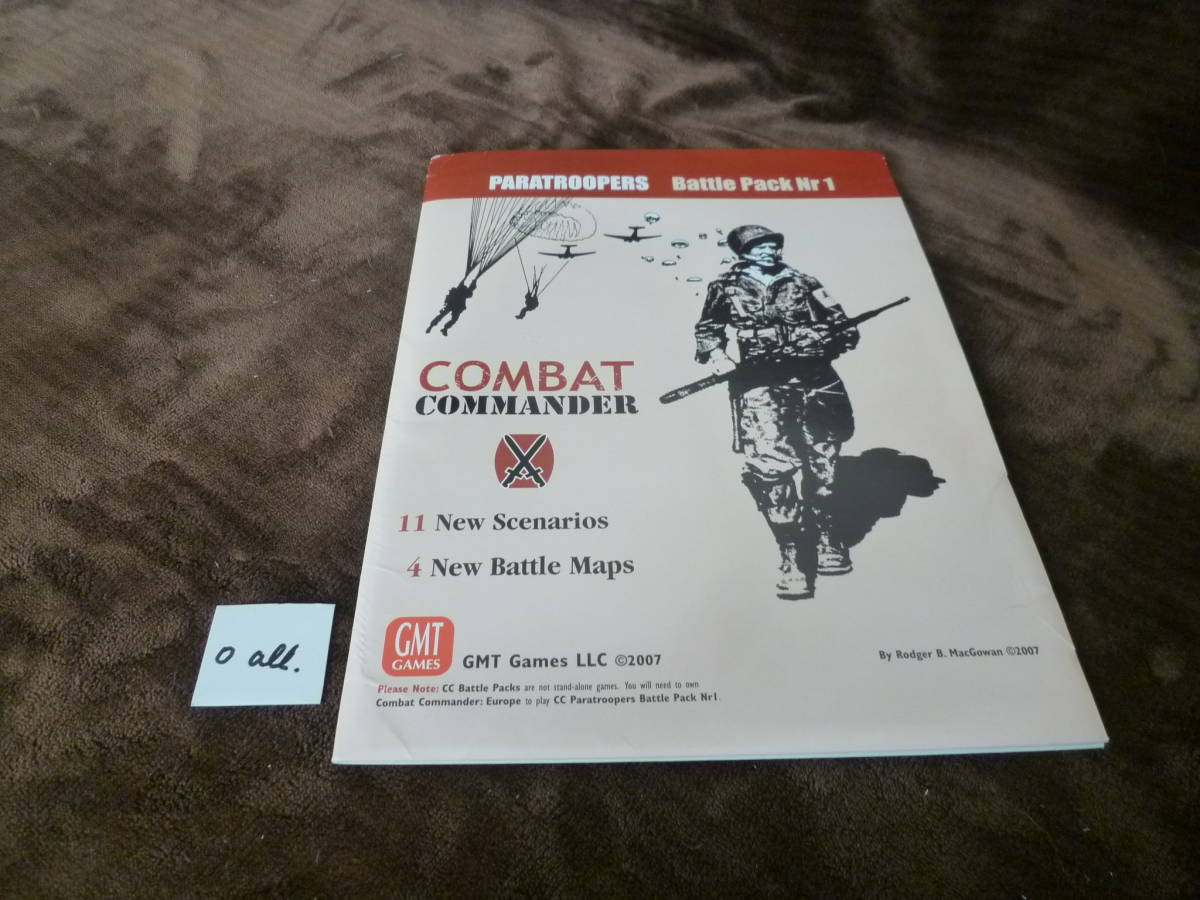 PARATROOPERS Battle Pack Nr 1
COMBAT
COMMANDER
11 New Scenarios
4 New Battle Maps
GMT
GAMES
GMT Games LLC ©2007
By Rodger B. MacGowan ©2007
Please Note: CC Battle Packs are not stand-alone games. You will need to own
Combat Commander: Europe to play CC Paratroopers Battle Pack Nr1.
o all.